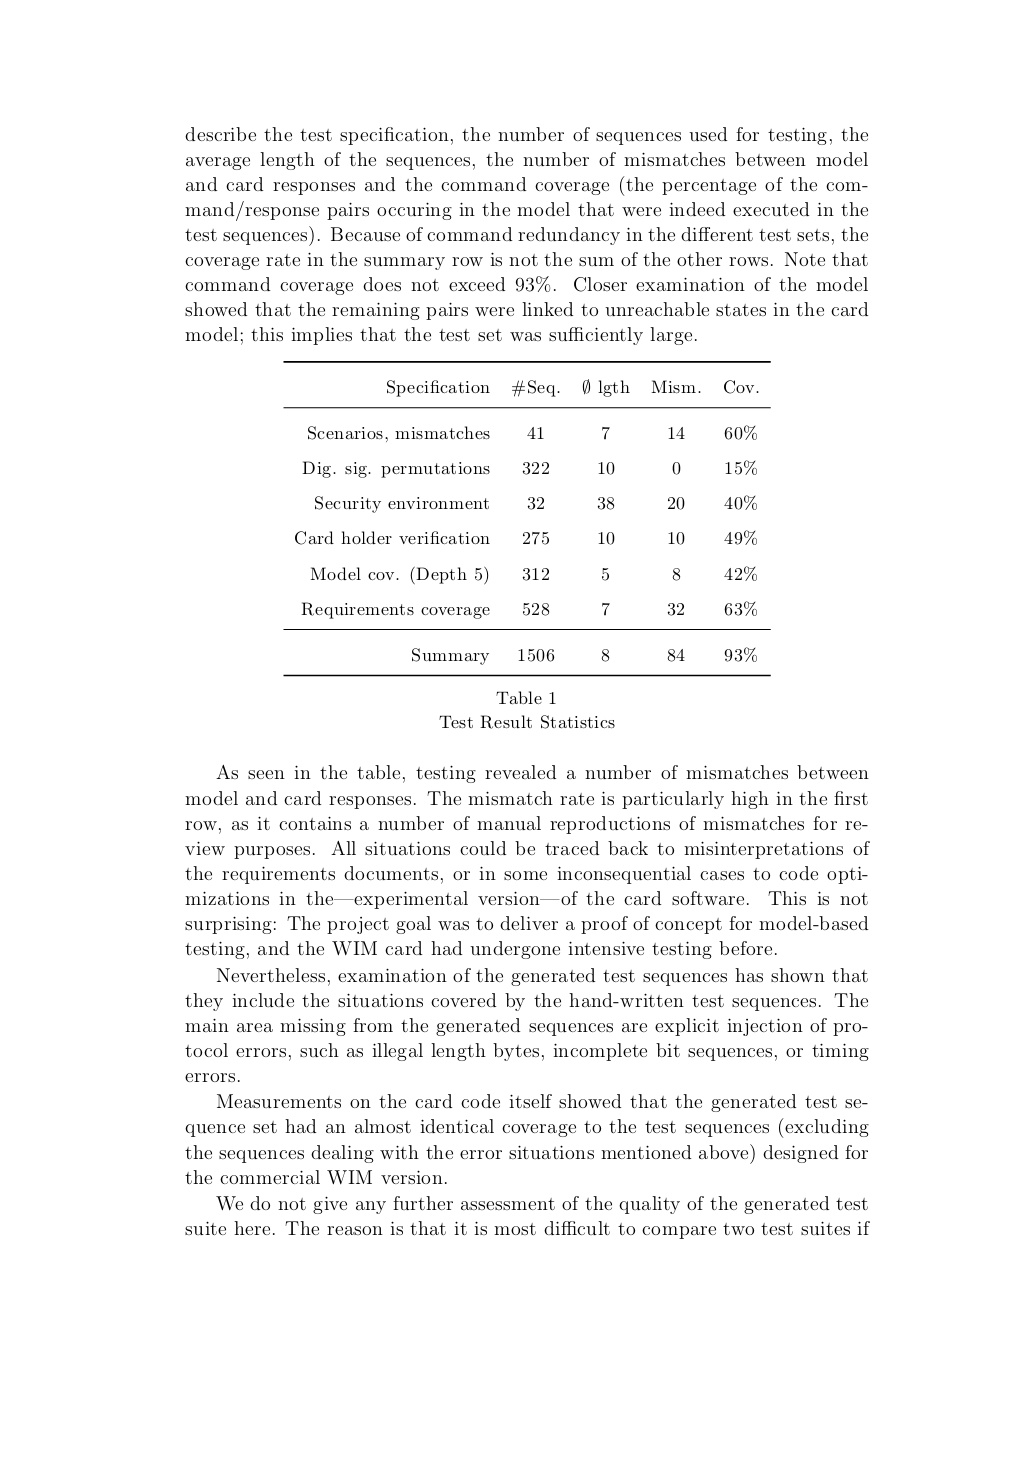 describe the test specification, the number of sequences used for testing, the
average length of the sequences, the number of mismatches between model
and card responses and the command coverage (the percentage of the com-
mand/response pairs occuring in the model that were indeed executed in the
test sequences). Because of command redundancy in the different test sets, the
coverage rate in the summary row is not the sum of the other rows. Note that
command coverage does not exceed 93%. Closer examination of the model
showed that the remaining pairs were linked to unreachable states in the card
model; this implies that the test set was sufficiently large.
Specification #Seq. ∅ lgth Mism. Cov.
Scenarios, mismatches 41 7 14 60%
Dig. sig. permutations 322 10 0 15%
Security environment 32 38 20 40%
Card holder verification 275 10 10 49%
Model cov. (Depth 5) 312 5 8 42%
Requirements coverage 528 7 32 63%
Summary 1506 8 84 93%
Table 1
Test Result Statistics
As seen in the table, testing revealed a number of mismatches between
model and card responses. The mismatch rate is particularly high in the first
row, as it contains a number of manual reproductions of mismatches for re-
view purposes. All situations could be traced back to misinterpretations of
the requirements documents, or in some inconsequential cases to code opti-
mizations in the—experimental version—of the card software. This is not
surprising: The project goal was to deliver a proof of concept for model-based
testing, and the WIM card had undergone intensive testing before.
Nevertheless, examination of the generated test sequences has shown that
they include the situations covered by the hand-written test sequences. The
main area missing from the generated sequences are explicit injection of pro-
tocol errors, such as illegal length bytes, incomplete bit sequences, or timing
errors.
Measurements on the card code itself showed that the generated test se-
quence set had an almost identical coverage to the test sequences (excluding
the sequences dealing with the error situations mentioned above) designed for
the commercial WIM version.
We do not give any further assessment of the quality of the generated test
suite here. The reason is that it is most difficult to compare two test suites if